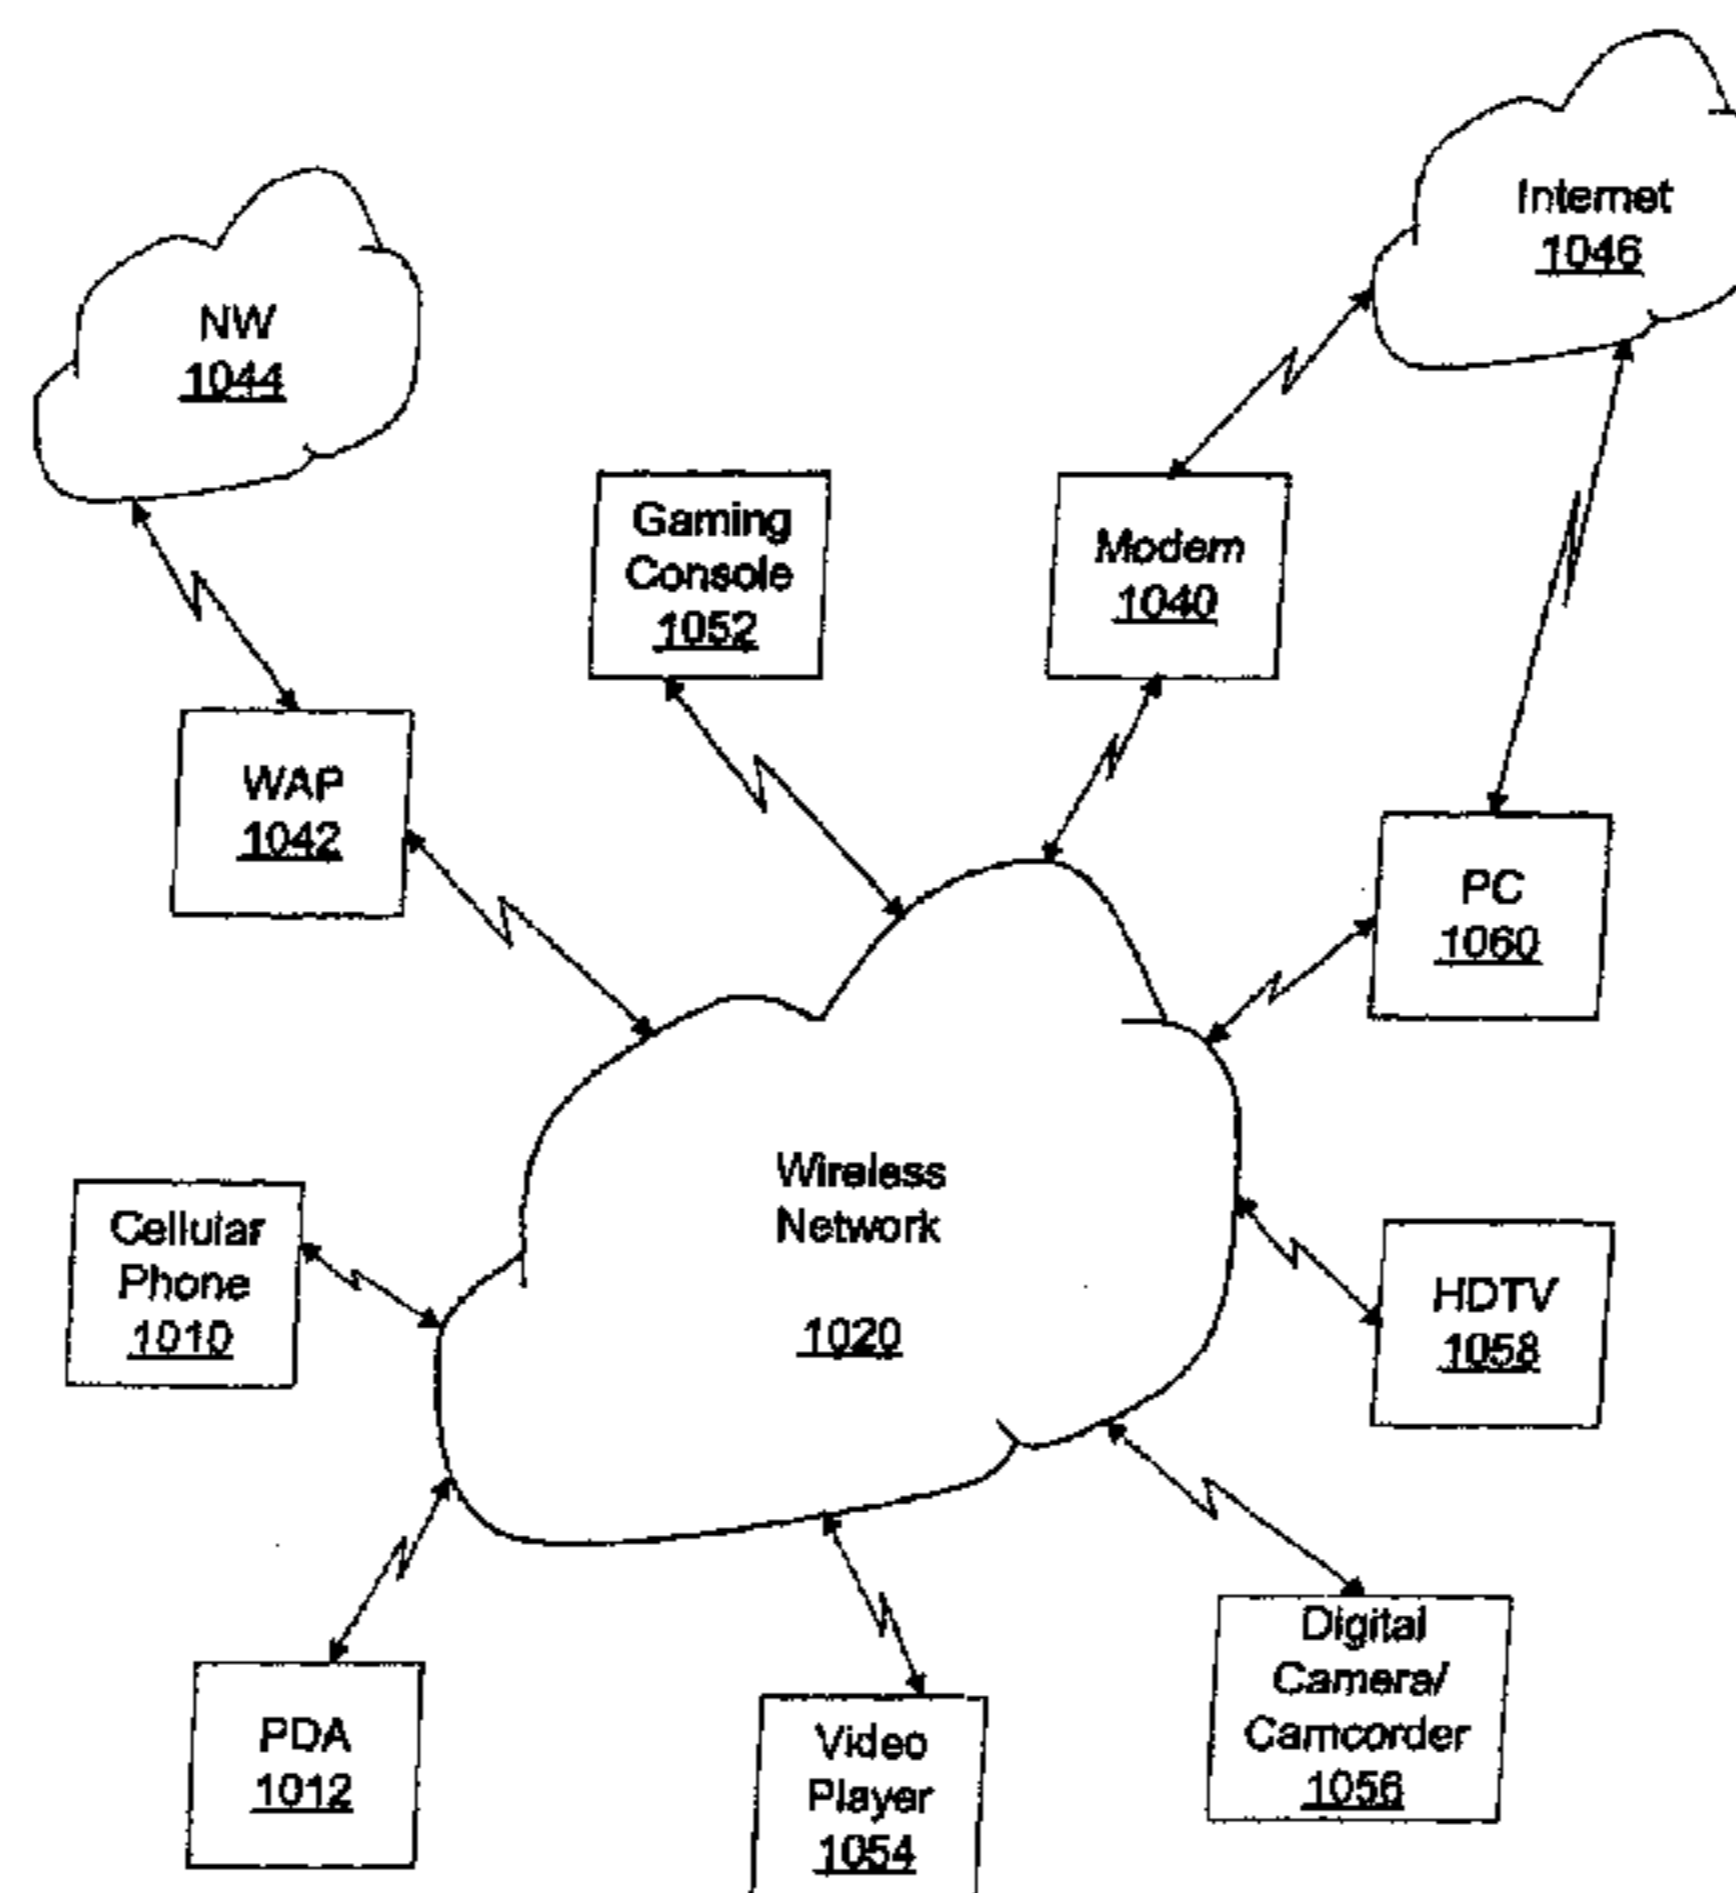 Internet
1046
NW
1044
Gaming
Console
1052
Modem
1040
WAP
1042
PC
1060
Wireless
Network
1020
Cellular
Phone
1010
HDTV
1058
Digital
Camera/
Camcorder
1056
PDA
1012
Video
Player
1054